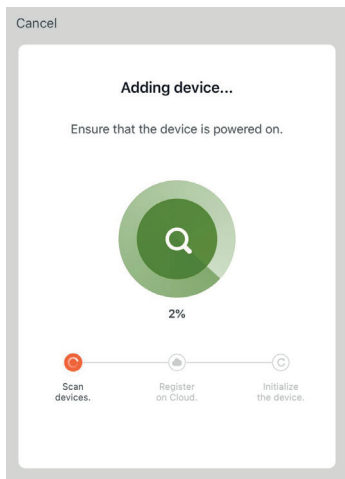 Cancel
Adding device...
Ensure that the device is powered on.
2%
Scan
devices.
Register
on Cloud.
Initialize
the device.